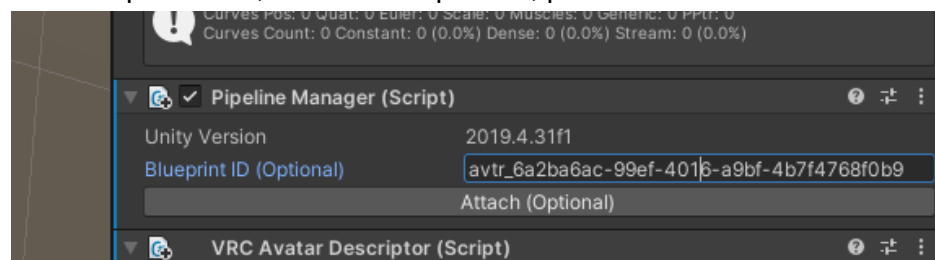 Curves Pos: 0 Quat: 0 Euler: 0 Scale: 0 Muscles: 0 Generic: 0 PPtr: 0
Curves Count: 0 Constant: 0 (0.0%) Dense: 0 (0.0%) Stream: 0 (0.0%)
Pipeline Manager (Script)
Unity Version 2019.4.31f1
Blueprint ID (Optional) avtr_6a2ba6ac-99ef-4016-a9bf-4b7f4768f0b9
Attach (Optional)
VRC Avatar Descriptor (Script)